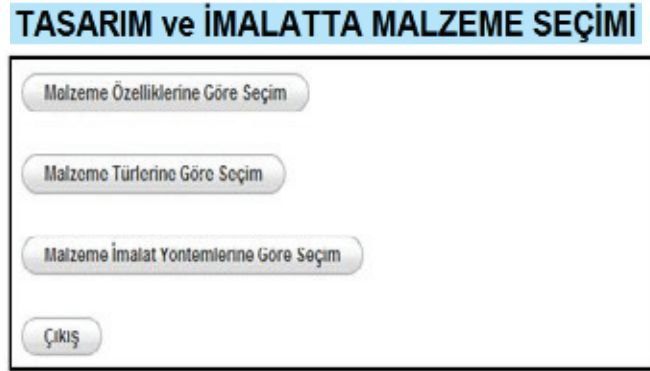 TASARIM ve İMALATTA MALZEME SEÇİMİ
Malzeme Özelliklerine Göre Seçim
Malzeme Türlerine Göre Seçim
Malzeme İmalat Yöntemlerine Göre Seçim
Çıkış